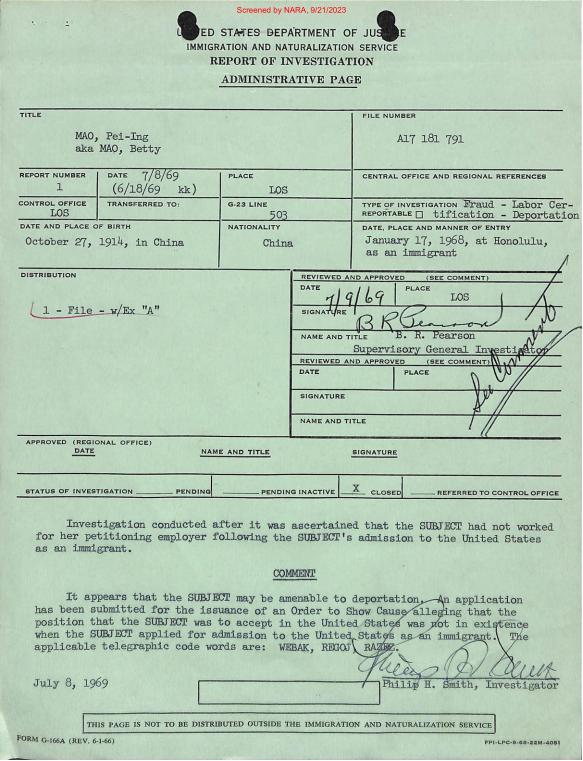 Screened by NARA, 9/21/2023
UNITED STATES DEPARTMENT OF JUSTICE
IMMIGRATION AND NATURALIZATION SERVICE
REPORT OF INVESTIGATION
ADMINISTRATIVE PAGE
TITLE
MAO, Pei-Ing
aka MAO, Betty
FILE NUMBER
A17 181 791
REPORT NUMBER
1
DATE 7/8/69
(6/18/69 kk)
PLACE
LOS
CENTRAL OFFICE AND REGIONAL REFERENCES
CONTROL OFFICE
LOS
TRANSFERRED TO:
G-23 LINE
503
TYPE OF INVESTIGATION Fraud - Labor Cer-
REPORTABLE □ tification - Deportation
DATE AND PLACE OF BIRTH
October 27, 1914, in China
NATIONALITY
China
DATE, PLACE AND MANNER OF ENTRY
January 17, 1968, at Honolulu,
as an immigrant
DISTRIBUTION
1 - File - w/Ex "A"
REVIEWED AND APPROVED (SEE COMMENT)
DATE
7/9/69
PLACE
LOS
SIGNATURE
B R Pearson
NAME AND TITLE B. R. Pearson
Supervisory General Investigator
REVIEWED AND APPROVED (SEE COMMENT)
DATE
PLACE
SIGNATURE
NAME AND TITLE
See Comment
APPROVED (REGIONAL OFFICE)
DATE NAME AND TITLE SIGNATURE
STATUS OF INVESTIGATION PENDING PENDING INACTIVE X CLOSED REFERRED TO CONTROL OFFICE
Investigation conducted after it was ascertained that the SUBJECT had not worked
for her petitioning employer following the SUBJECT's admission to the United States
as an immigrant.
COMMENT
It appears that the SUBJECT may be amenable to deportation. An application
has been submitted for the issuance of an Order to Show Cause alleging that the
position that the SUBJECT was to accept in the United States was not in existence
when the SUBJECT applied for admission to the United States as an immigrant. The
applicable telegraphic code words are: WEBAK, REGOJ,
July 8, 1969
Philip H. Smith, Investigator
THIS PAGE IS NOT TO BE DISTRIBUTED OUTSIDE THE IMMIGRATION AND NATURALIZATION SERVICE
FORM G-166A (REV. 6-1-66)
FPI-LPC-9-68-22M-4081